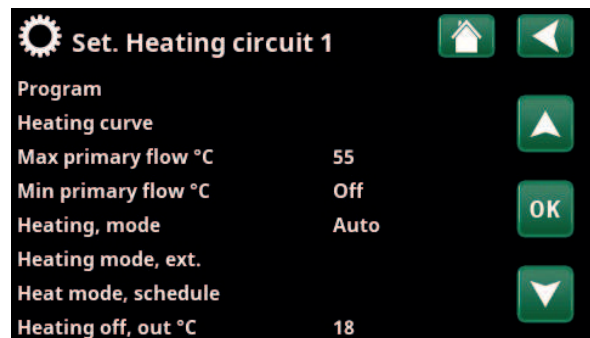 Set. Heating circuit 1
Program
Heating curve
Max primary flow °C 55
Min primary flow °C Off
Heating, mode Auto
OK
Heating mode, ext.
Heat mode, schedule
Heating off, out °C 18